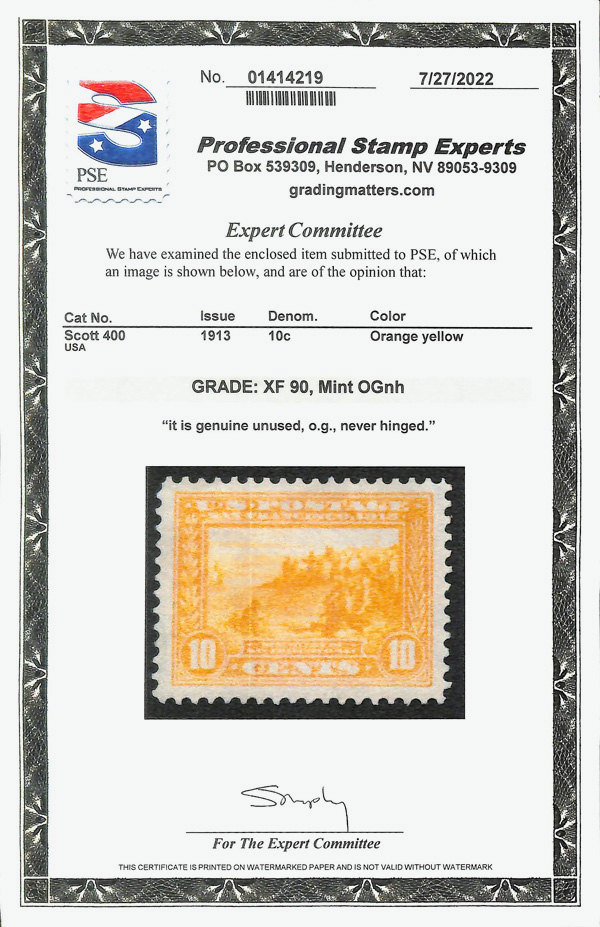 No. 01414219 7/27/2022
PSE
PROFESSIONAL STAMP EXPERTS
Professional Stamp Experts
PO Box 539309, Henderson, NV 89053-9309
gradingmatters.com
Expert Committee
We have examined the enclosed item submitted to PSE, of which
an image is shown below, and are of the opinion that:
Cat No. Issue Denom. Color
Scott 400 1913 10c Orange yellow
USA
GRADE: XF 90, Mint OGnh
“it is genuine unused, o.g., never hinged.”
U.S. POSTAGE
10 CENTS 10
For The Expert Committee
THIS CERTIFICATE IS PRINTED ON WATERMARKED PAPER AND IS NOT VALID WITHOUT WATERMARK